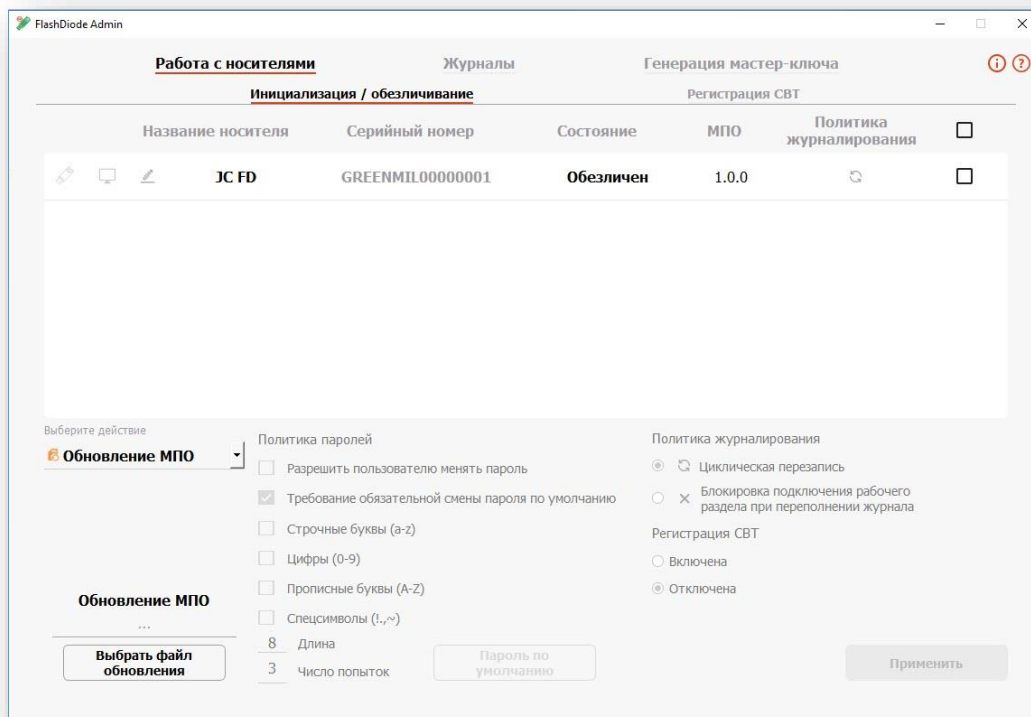 FlashDiode Admin
Работа с носителями
Журналы
Генерация мастер-ключа
Инициализация / обезличивание
Регистрация СВТ
Название носителя
Серийный номер
Состояние
МПО
Политика
журналирования
JC FD
GREENMIL00000001
Обезличен
1.0.0
Выберите действие
Обновление МПО
Политика паролей
Разрешить пользователю менять пароль
Требование обязательной смены пароля по умолчанию
Строчные буквы (a-z)
Цифры (0-9)
Прописные буквы (A-Z)
Спецсимволы (!.,~)
8 Длина
3 Число попыток
Политика журналирования
Циклическая перезапись
Блокировка подключения рабочего
раздела при переполнении журнала
Регистрация СВТ
Включена
Отключена
Обновление МПО
...
Выбрать файл
обновления
Пароль по
умолчанию
Применить